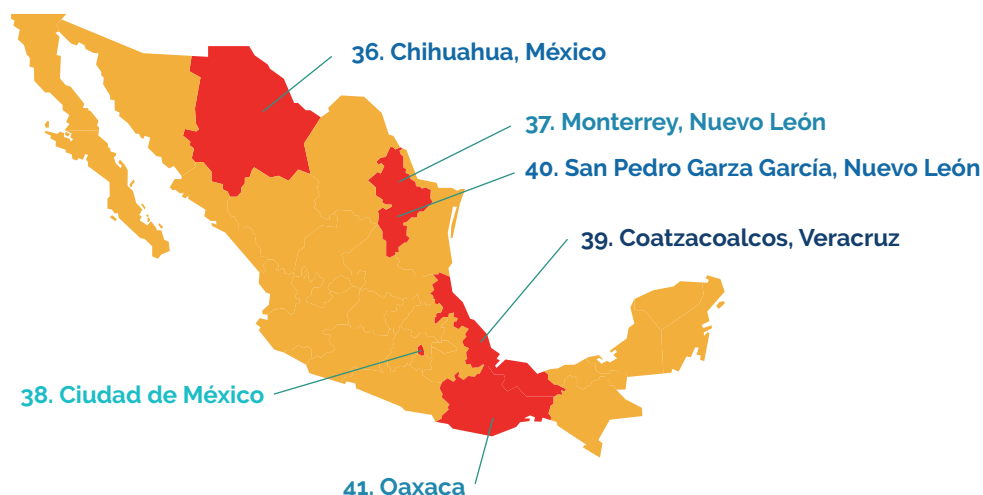 36. Chihuahua, México
37. Monterrey, Nuevo León
40. San Pedro Garza García, Nuevo León
39. Coatzacoalcos, Veracruz
38. Ciudad de México
41. Oaxaca